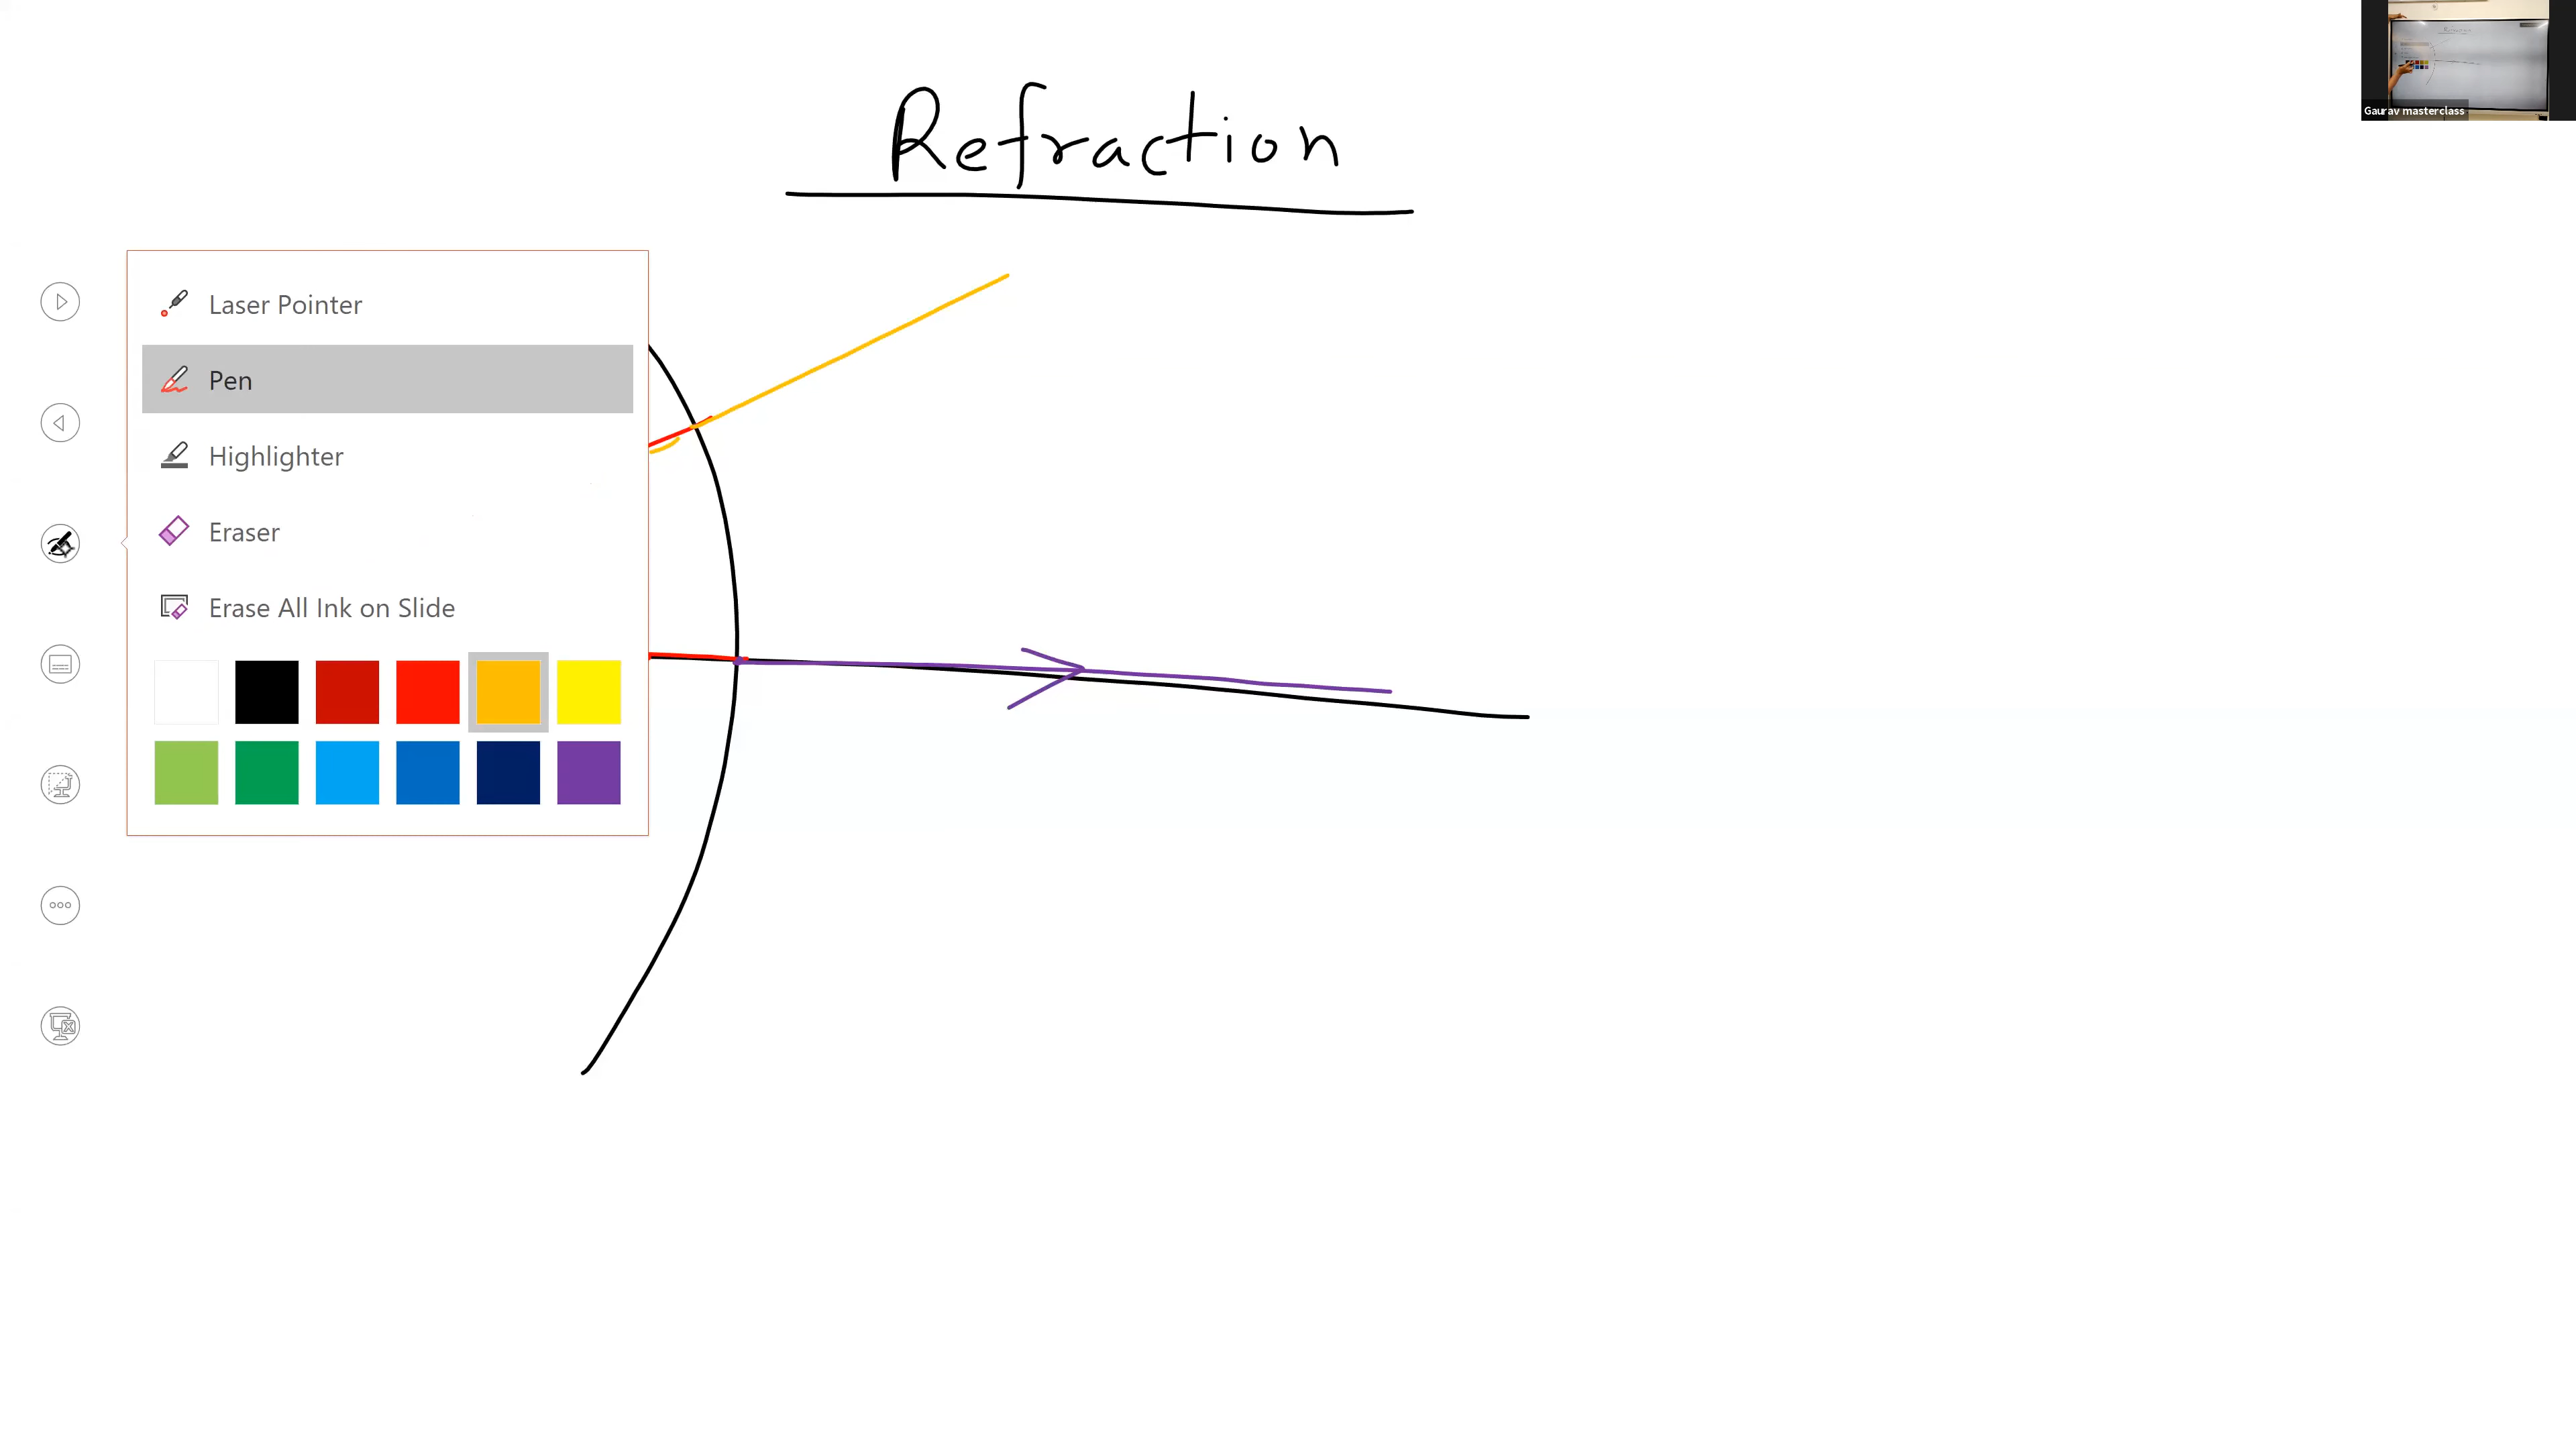 Refraction
Gaurav masterclass
Laser Pointer
Pen
Highlighter
Eraser
Erase All Ink on Slide